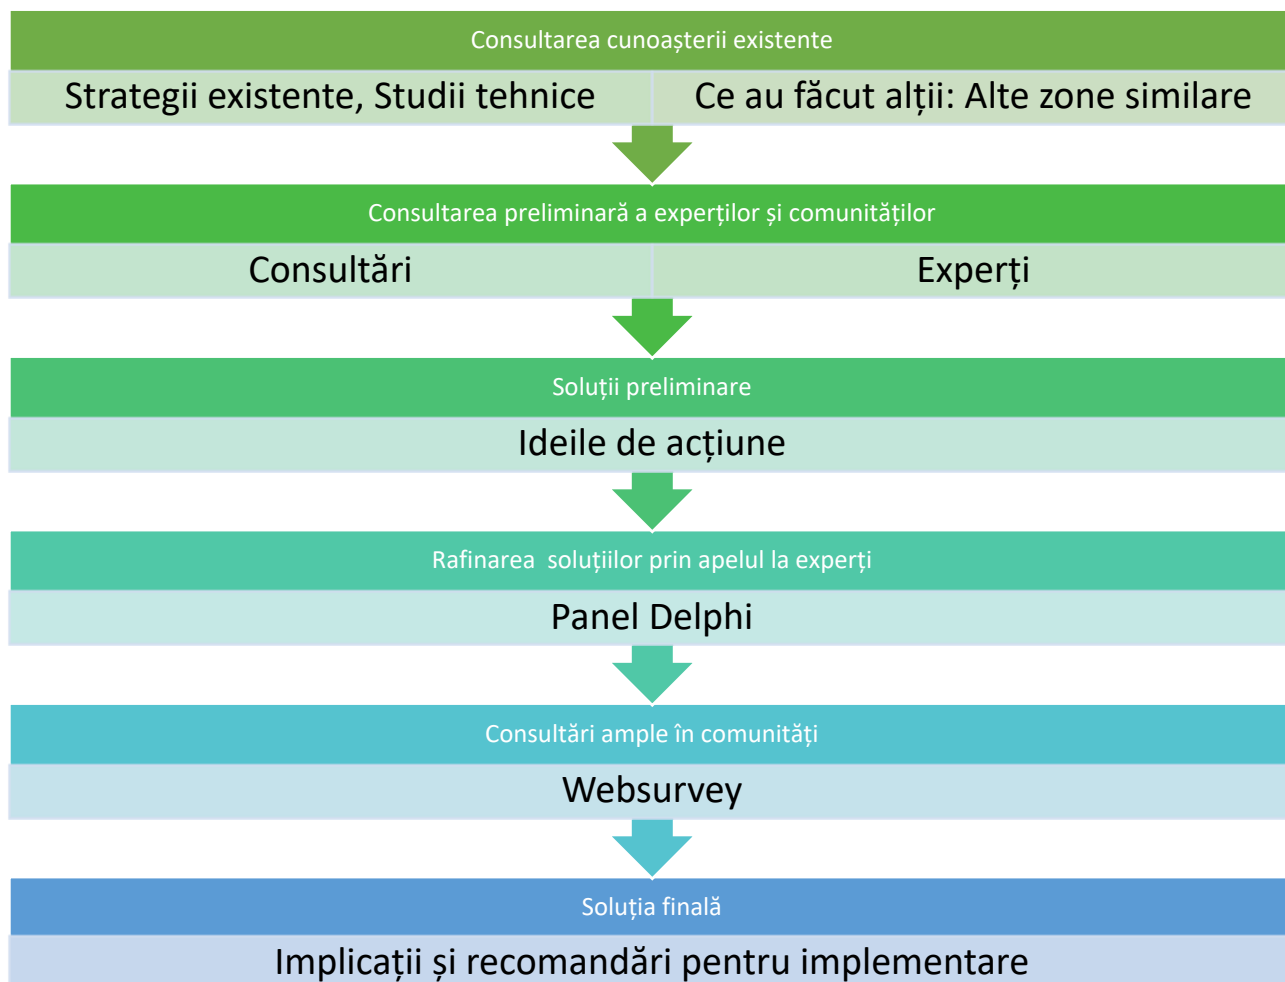 Consultarea cunoașterii existente
Strategii existente, Studii tehnice
Ce au făcut alții: Alte zone similare
Consultarea preliminară a experților și comunităților
Consultări
Experți
Soluții preliminare
Ideile de acțiune
Rafinarea  soluțiilor prin apelul la experți
Panel Delphi
Consultări ample în comunități
Websurvey
Soluția finală
Implicații și recomandări pentru implementare